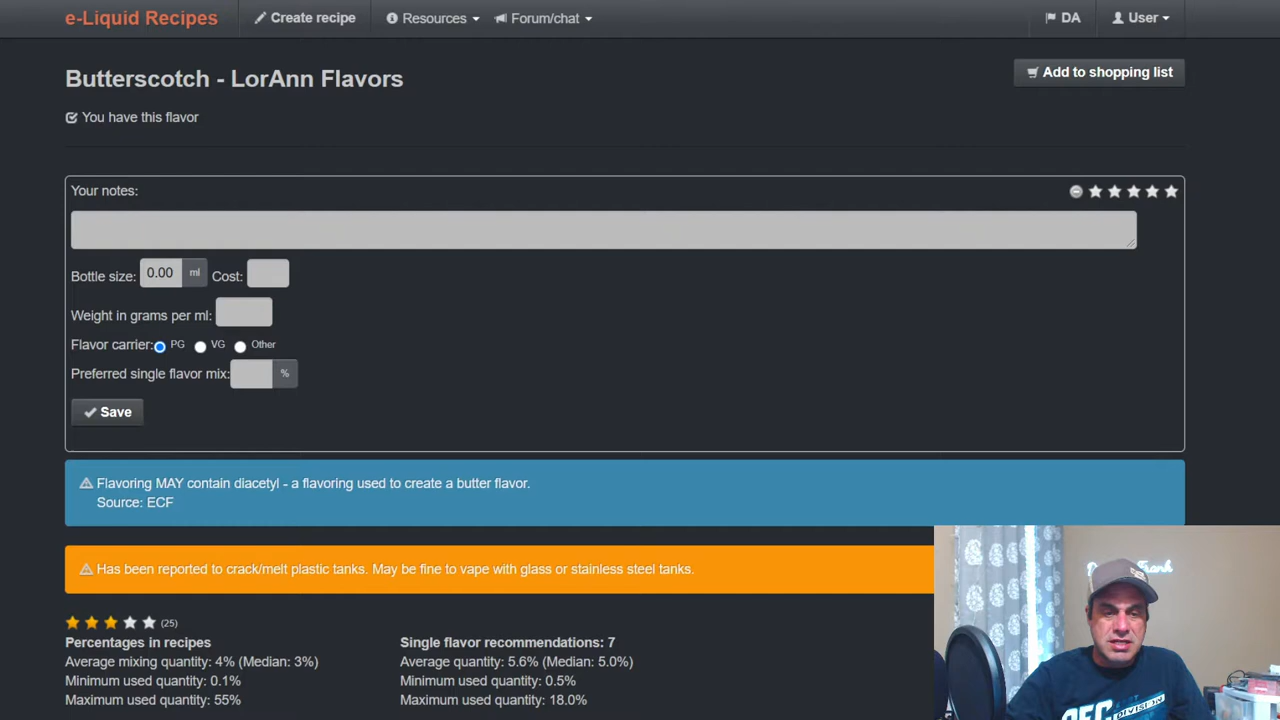 e-Liquid Recipes Create recipe Resources Forum/chat DA User
Butterscotch - LorAnn Flavors
Add to shopping list
You have this flavor
Your notes:
Bottle size: 0.00 ml Cost:
Weight in grams per ml:
Flavor carrier: PG VG Other
Preferred single flavor mix: %
Save
Flavoring MAY contain diacetyl - a flavoring used to create a butter flavor.
Source: ECF
Has been reported to crack/melt plastic tanks. May be fine to vape with glass or stainless steel tanks.
(25)
Percentages in recipes
Average mixing quantity: 4% (Median: 3%)
Minimum used quantity: 0.1%
Maximum used quantity: 55%
Single flavor recommendations: 7
Average quantity: 5.6% (Median: 5.0%)
Minimum used quantity: 0.5%
Maximum used quantity: 18.0%